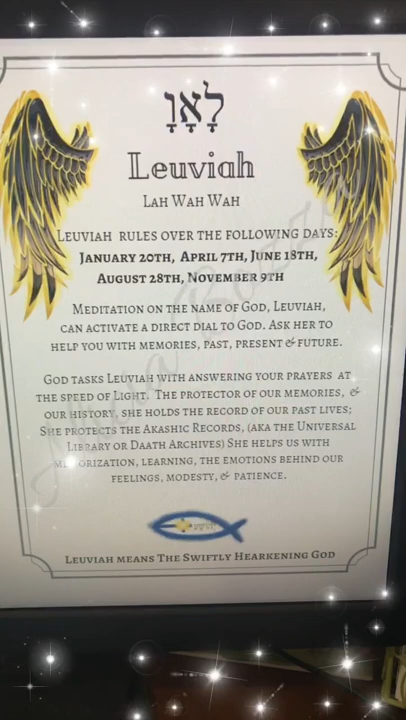 לָאָוָ
Leuviah
Lah Wah Wah
Leuviah rules over the following days:
January 20th, April 7th, June 18th,
August 28th, November 9th
Meditation on the name of God, Leuviah,
can activate a direct dial to God. Ask her to
help you with memories, past, present & future.
God tasks Leuviah with answering your prayers at
the speed of Light. The protector of our memories, &
our history, she holds the record of our past lives;
She protects the Akashic Records, (aka the Universal
Library or Daath Archives) She helps us with
memorization, learning, the emotions behind our
feelings, modesty, & patience.
Leuviah means The Swiftly Hearkening God